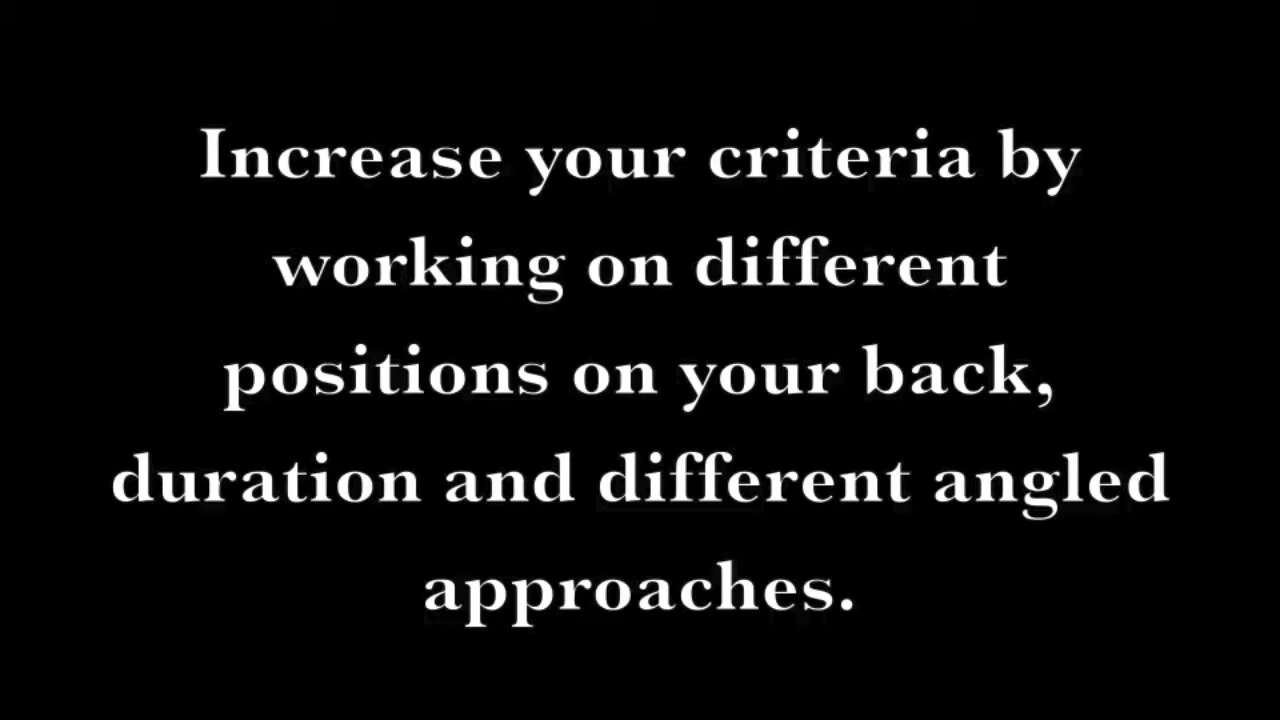 Increase your criteria by
working on different
positions on your back,
duration and different angled
approaches.